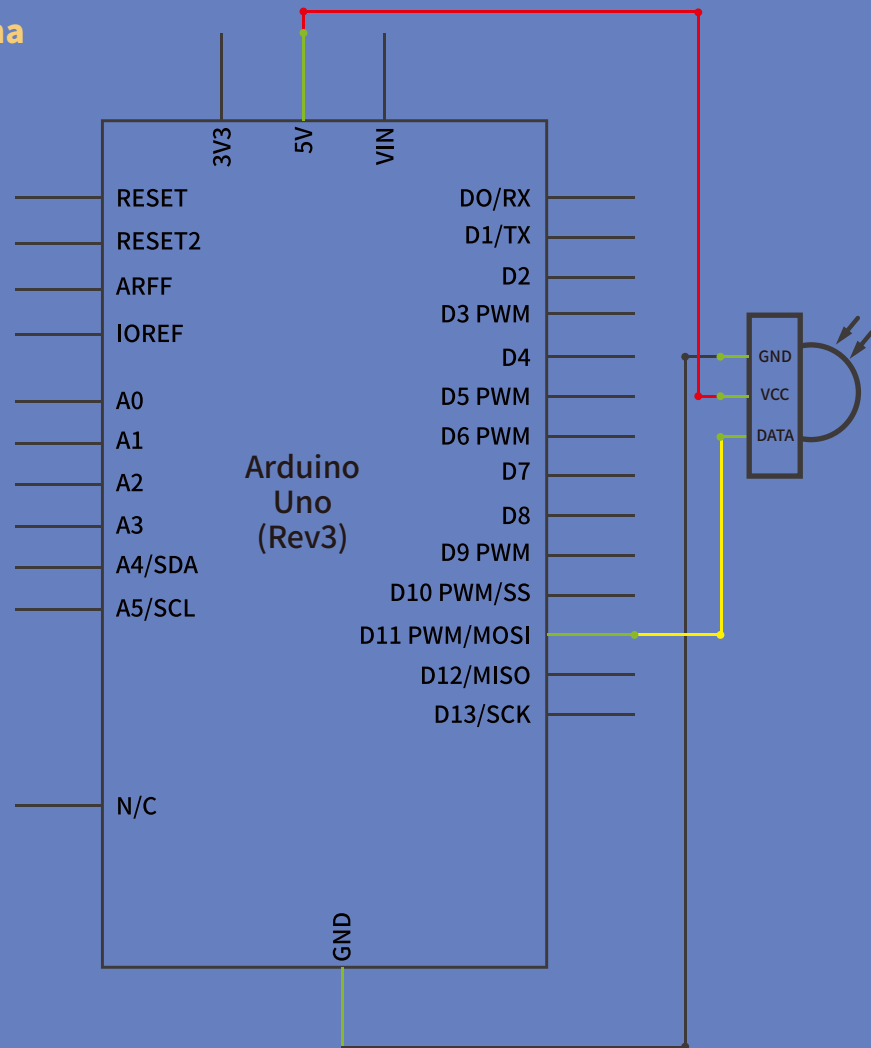 na
3V3
5V
VIN
RESET
RESET2
ARFF
IOREF
A0
A1
A2
A3
A4/SDA
A5/SCL
N/C
Arduino
Uno
(Rev3)
DO/RX
D1/TX
D2
D3 PWM
D4
D5 PWM
D6 PWM
D7
D8
D9 PWM
D10 PWM/SS
D11 PWM/MOSI
D12/MISO
D13/SCK
GND
GND
VCC
DATA